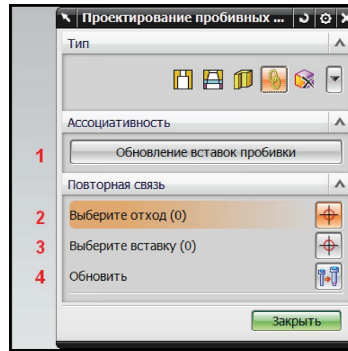 Проектирование пробивных ...
Тип
Ассоциативность
1 Обновление вставок пробивки
Повторная связь
2 Выберите отход (0)
3 Выберите вставку (0)
4 Обновить
Закрыть